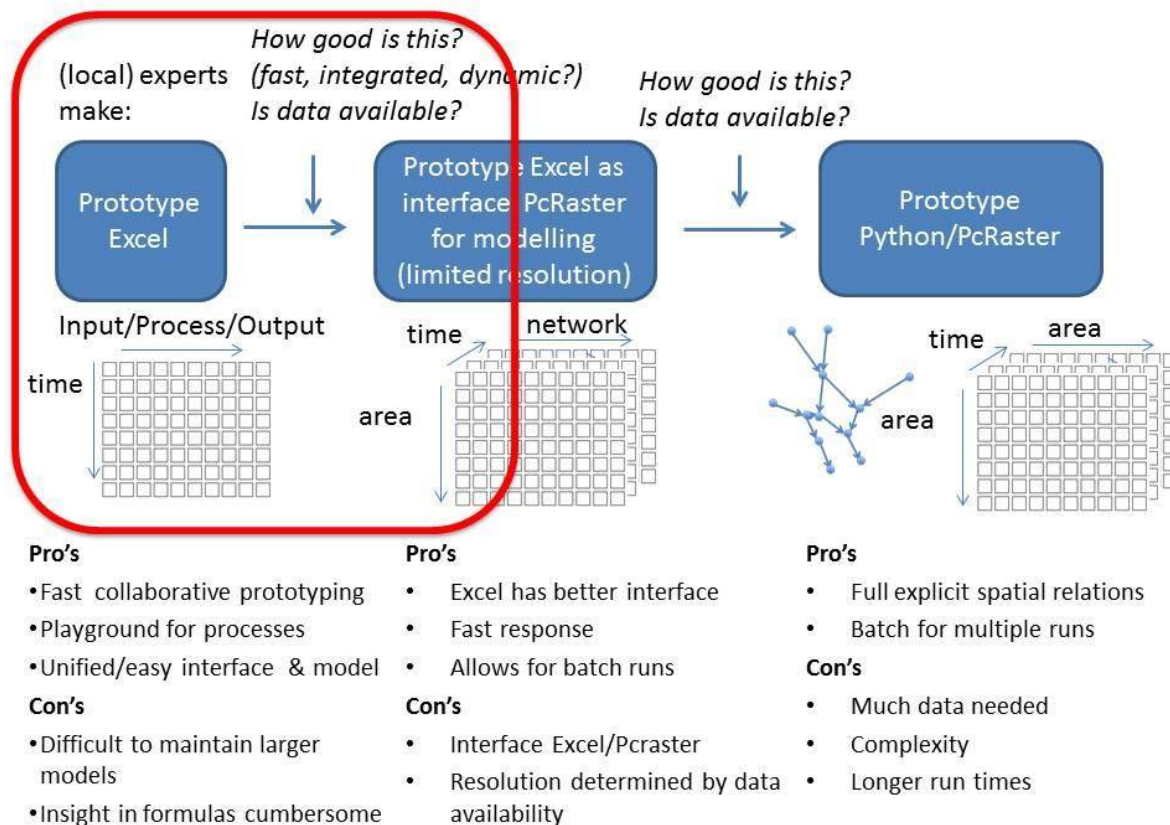 (local) experts
make:
How good is this?
(fast, integrated, dynamic?)
Is data available?
How good is this?
Is data available?
Prototype
Excel
Prototype Excel as
interface, PcRaster
for modelling
(limited resolution)
Prototype
Python/PcRaster
Input/Process/Output
time
time
network
area
time
area
area
Pro's
•Fast collaborative prototyping
•Playground for processes
•Unified/easy interface & model
Con's
•Difficult to maintain larger
models
•Insight in formulas cumbersome
Pro's
• Excel has better interface
• Fast response
• Allows for batch runs
Con's
• Interface Excel/Pcraster
• Resolution determined by data
availability
Pro's
• Full explicit spatial relations
• Batch for multiple runs
Con's
• Much data needed
• Complexity
• Longer run times